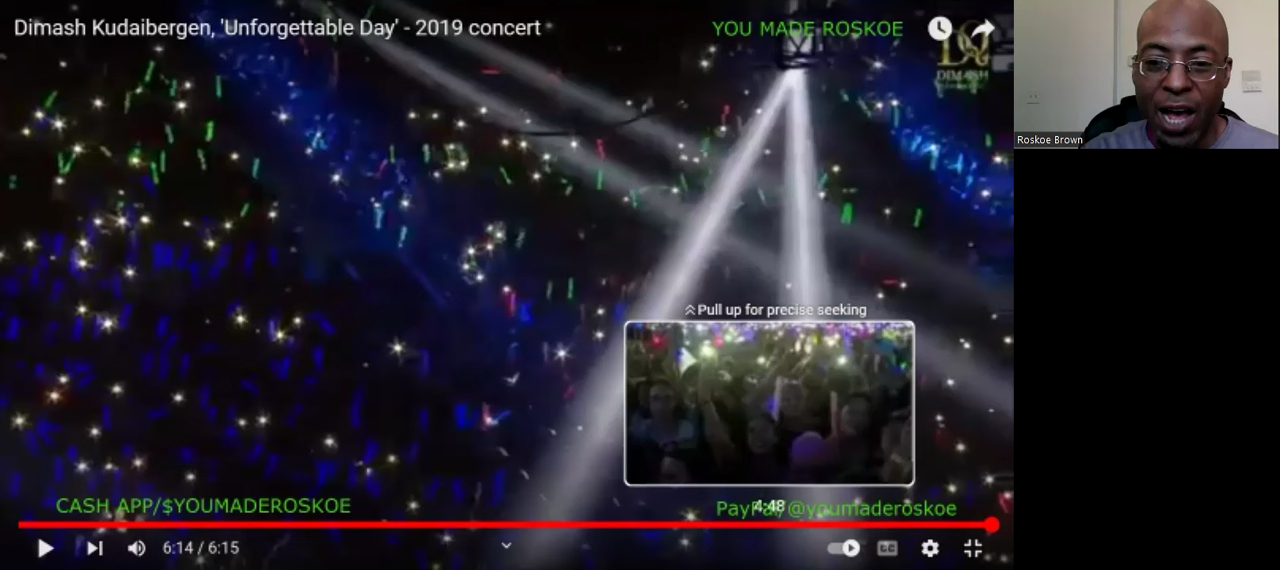 Dimash Kudaibergen, 'Unforgettable Day' - 2019 concert
YOU MADE ROSKOE
DIMASH
Roskoe Brown
Pull up for precise seeking
CASH APP/$YOUMADEROSKOE
4:48
PayPal/@youmaderoskoe
6:14 / 6:15
CC